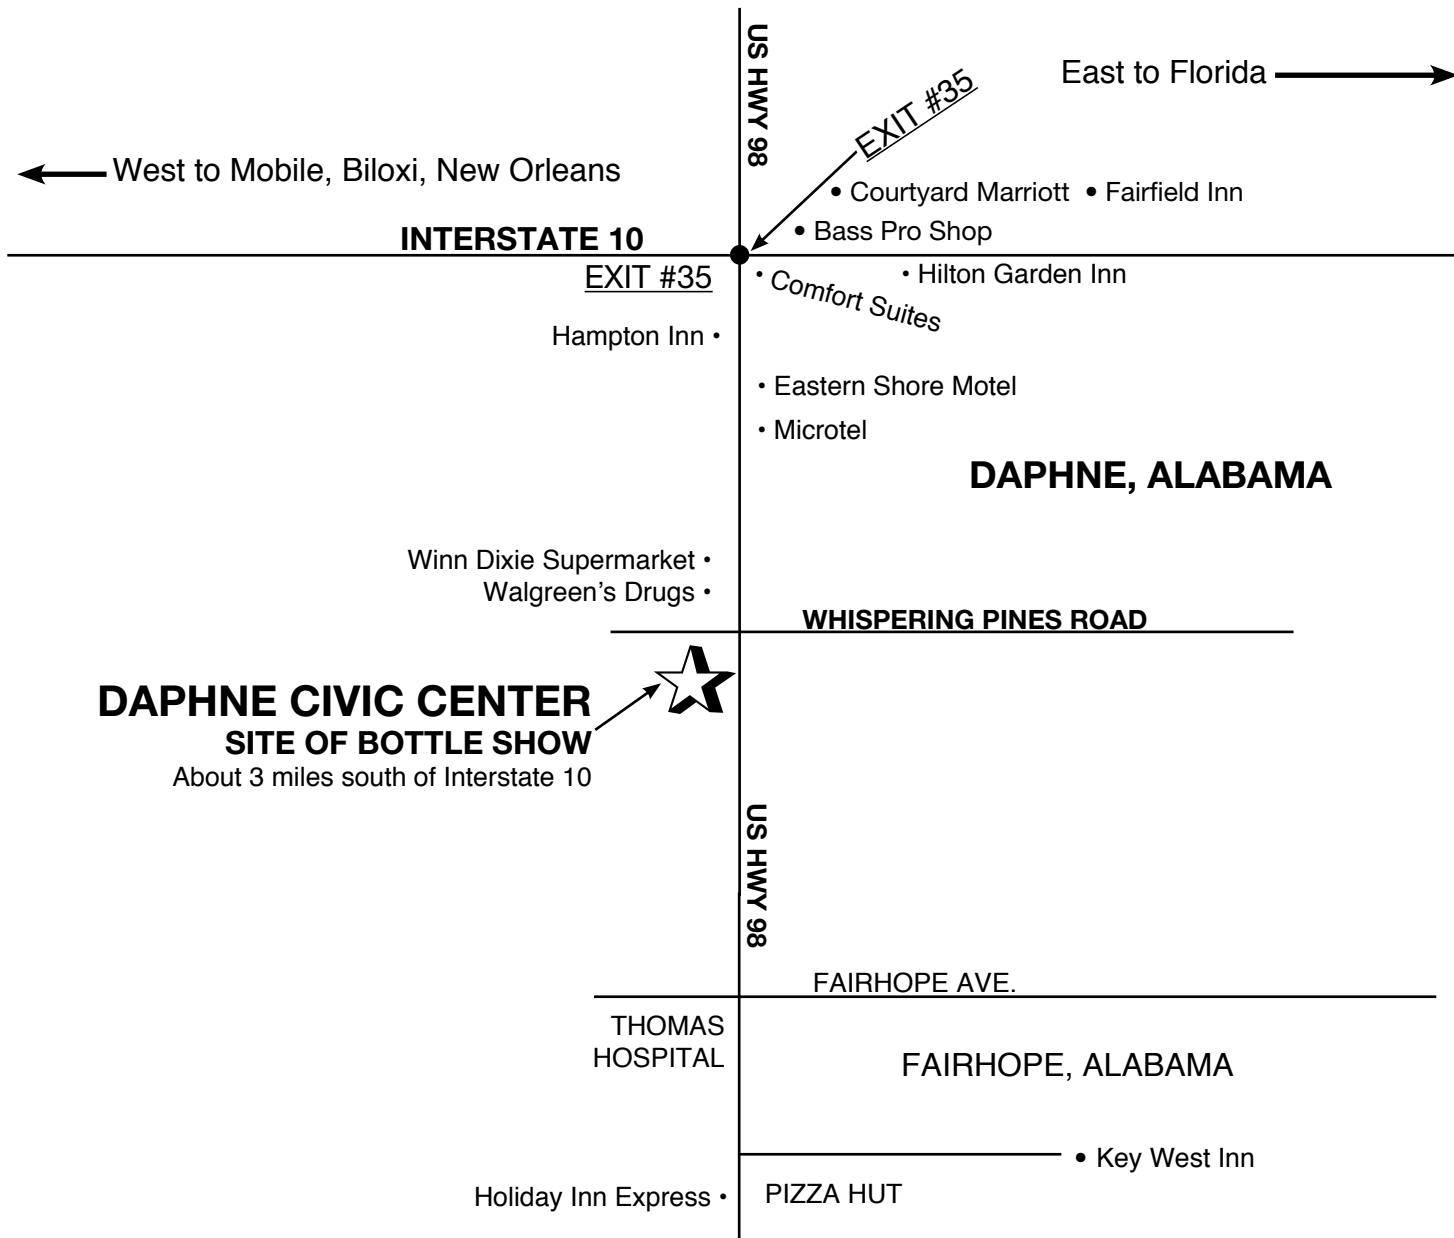 US HWY 98
East to Florida
EXIT #35
West to Mobile, Biloxi, New Orleans
• Courtyard Marriott • Fairfield Inn
• Bass Pro Shop
INTERSTATE 10
EXIT #35
• Comfort Suites
• Hilton Garden Inn
Hampton Inn •
• Eastern Shore Motel
• Microtel
DAPHNE, ALABAMA
Winn Dixie Supermarket •
Walgreen’s Drugs •
WHISPERING PINES ROAD
DAPHNE CIVIC CENTER
SITE OF BOTTLE SHOW
About 3 miles south of Interstate 10
US HWY 98
FAIRHOPE AVE.
THOMAS
HOSPITAL
FAIRHOPE, ALABAMA
• Key West Inn
Holiday Inn Express •
PIZZA HUT